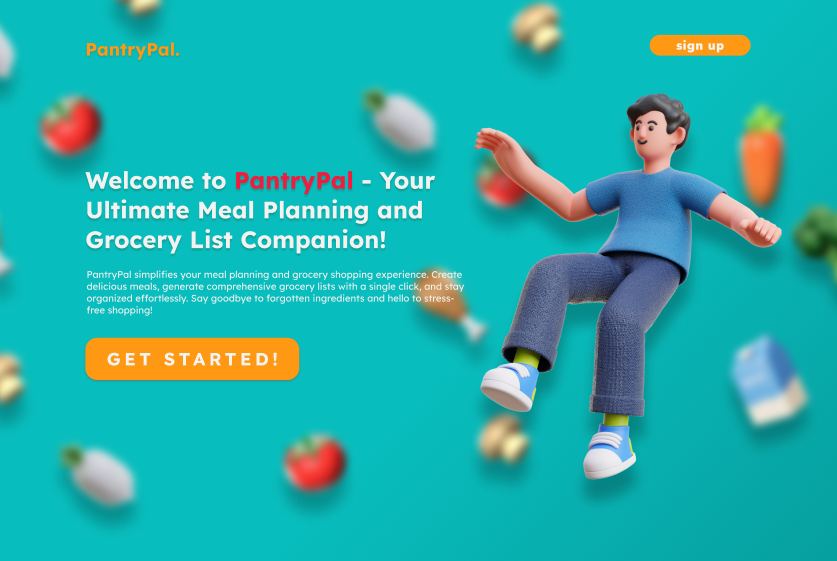 PantryPal.
sign up
Welcome to PantryPal - Your
Ultimate Meal Planning and
Grocery List Companion!
PantryPal simplifies your meal planning and grocery shopping experience. Create
delicious meals, generate comprehensive grocery lists with a single click, and stay
organized effortlessly. Say goodbye to forgotten ingredients and hello to stress-
free shopping!
GET STARTED!